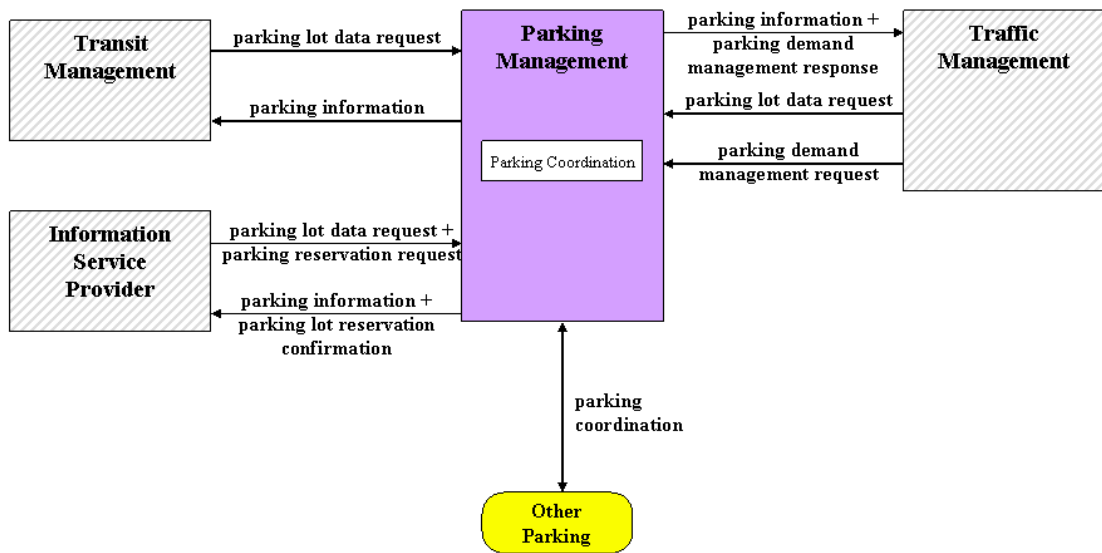 Transit
Management
parking lot data request
parking information
Parking
Management
Parking Coordination
parking information +
parking demand
management response
parking lot data request
parking demand
management request
Traffic
Management
Information
Service
Provider
parking lot data request +
parking reservation request
parking information +
parking lot reservation
confirmation
parking
coordination
Other
Parking